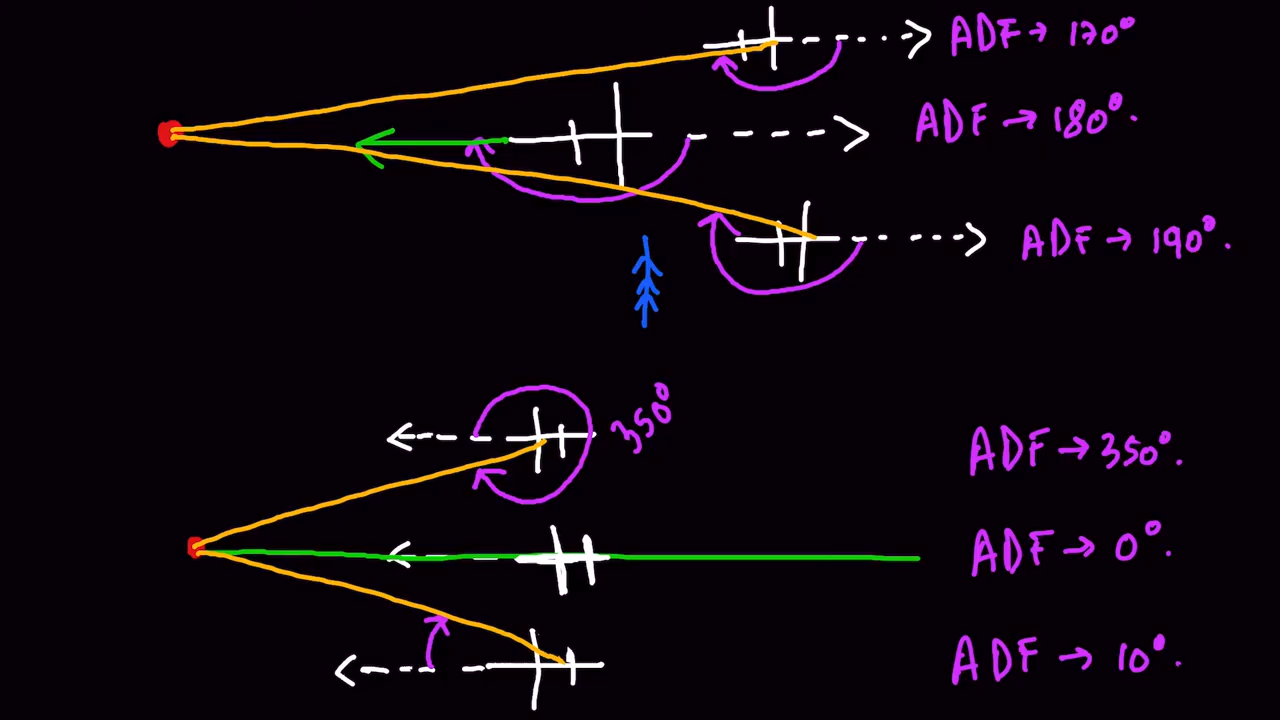 ADF → 170°
ADF → 180°.
ADF → 190°.
350°
ADF → 350°.
ADF → 0°.
ADF → 10°.